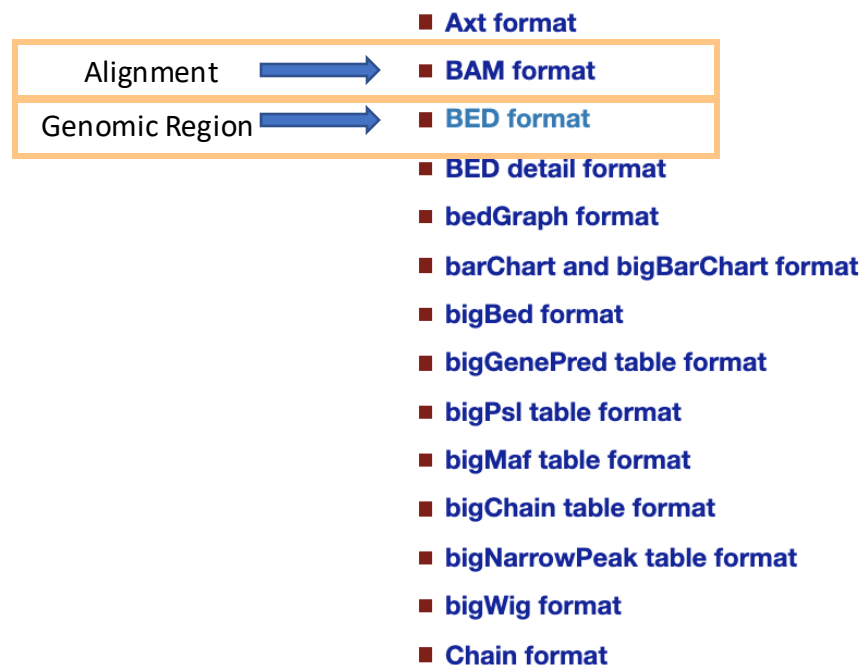 Axt format
Alignment BAM format
Genomic Region BED format
BED detail format
bedGraph format
barChart and bigBarChart format
bigBed format
bigGenePred table format
bigPsl table format
bigMaf table format
bigChain table format
bigNarrowPeak table format
bigWig format
Chain format